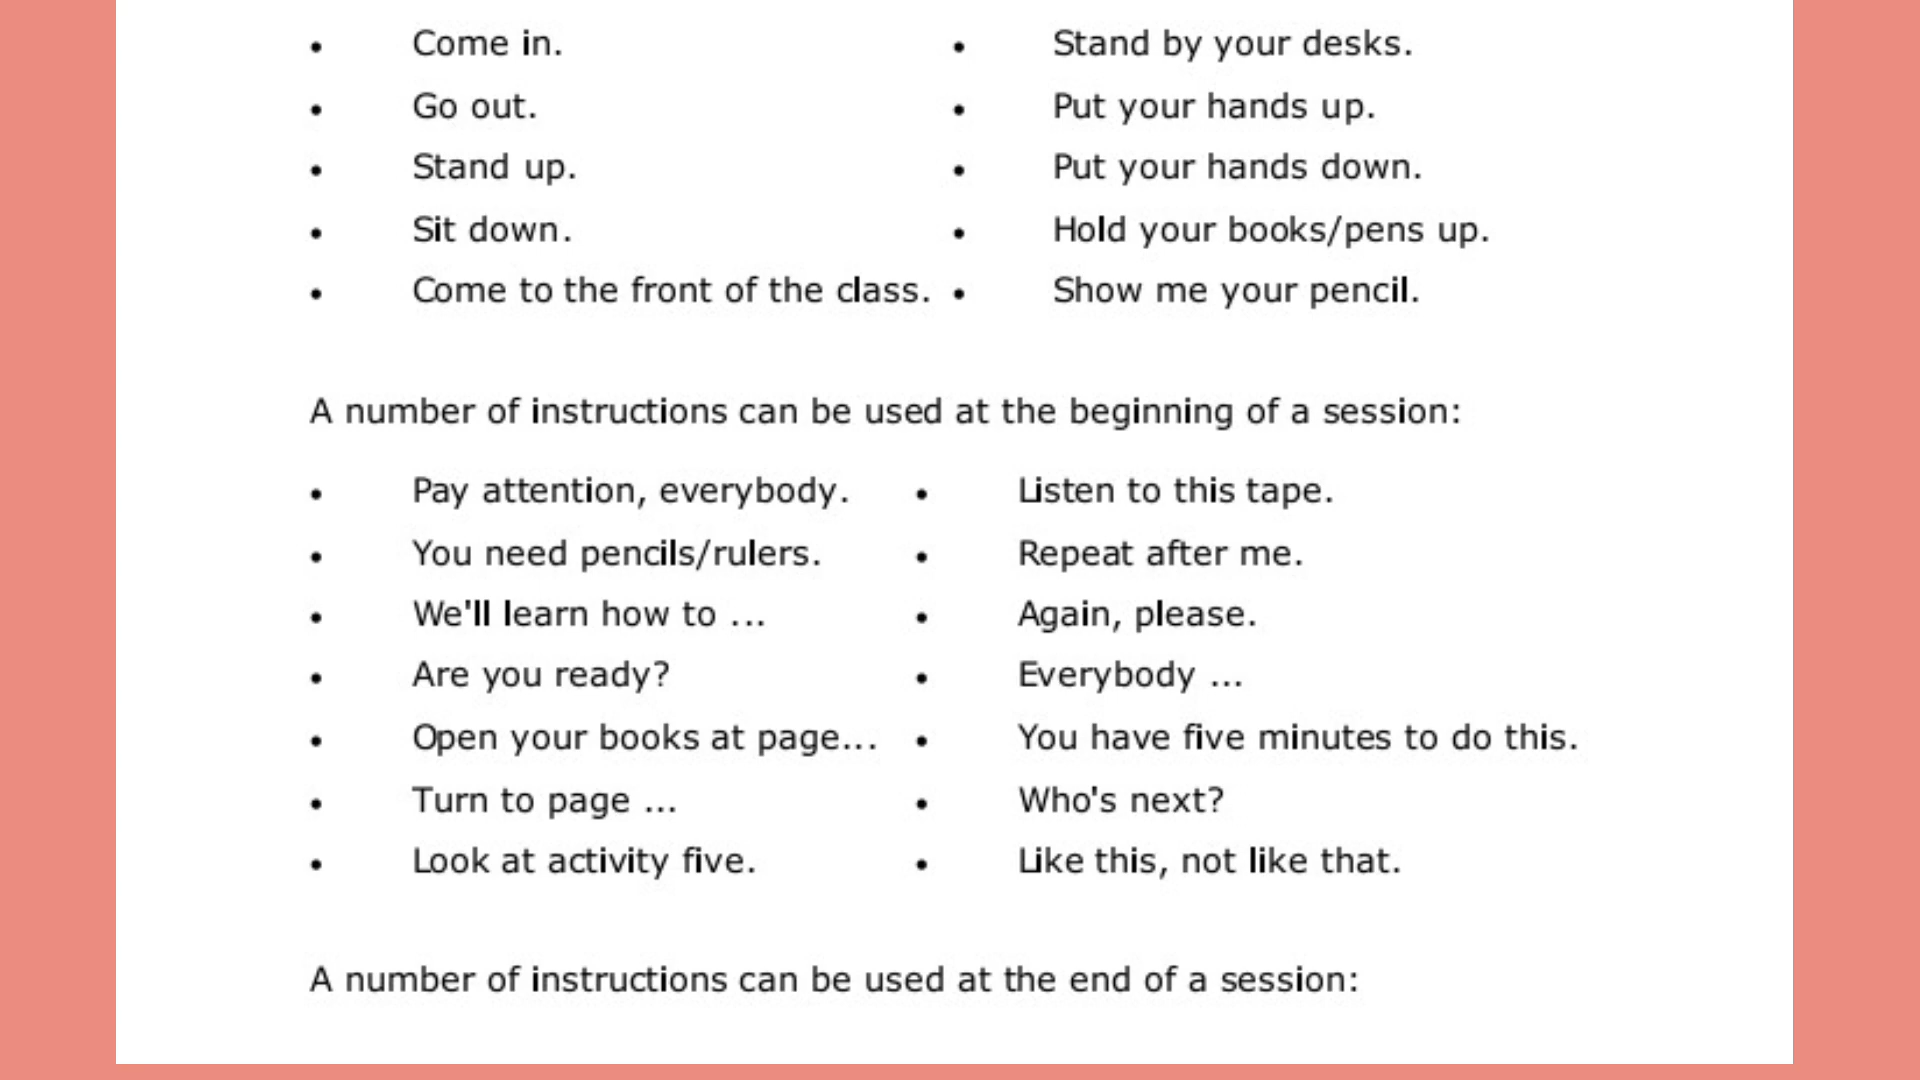 • Come in. • Stand by your desks.
• Go out. • Put your hands up.
• Stand up. • Put your hands down.
• Sit down. • Hold your books/pens up.
• Come to the front of the class. • Show me your pencil.
A number of instructions can be used at the beginning of a session:
• Pay attention, everybody. • Listen to this tape.
• You need pencils/rulers. • Repeat after me.
• We'll learn how to ... • Again, please.
• Are you ready? • Everybody ...
• Open your books at page... • You have five minutes to do this.
• Turn to page ... • Who's next?
• Look at activity five. • Like this, not like that.
A number of instructions can be used at the end of a session: